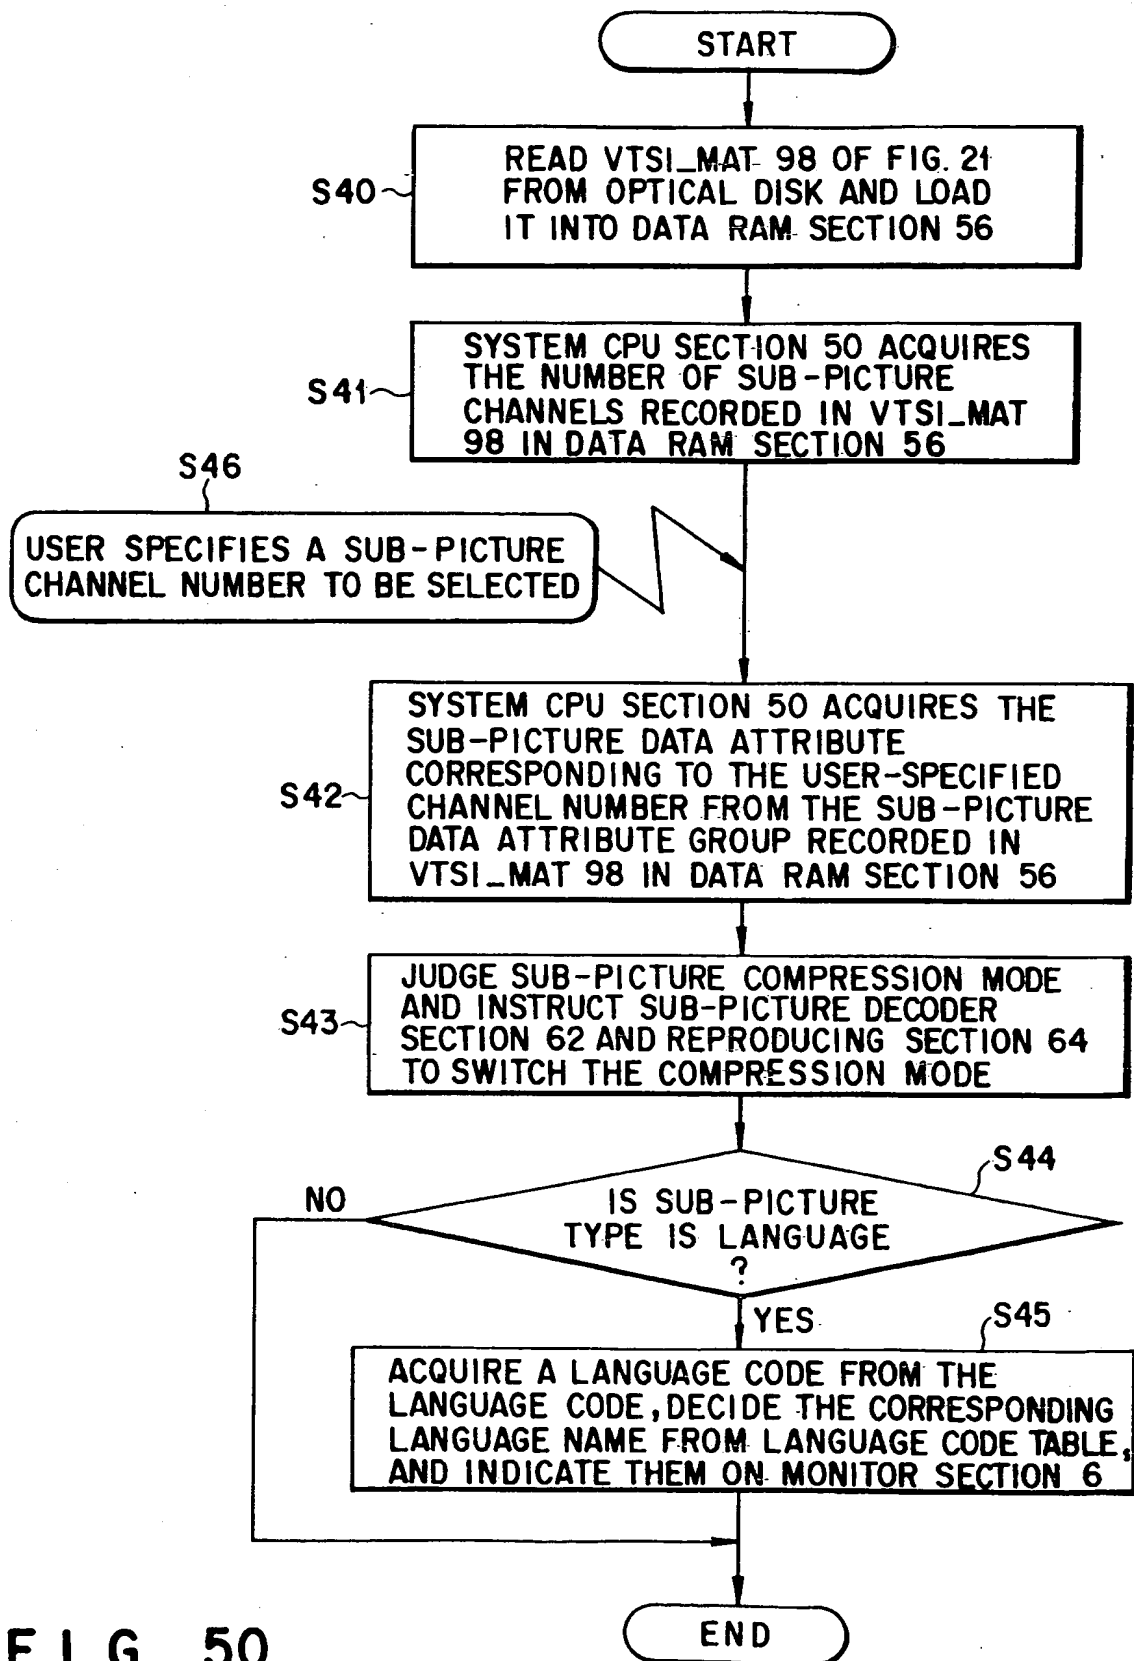 START
S40
READ VTSI_MAT 98 OF FIG. 21
FROM OPTICAL DISK AND LOAD
IT INTO DATA RAM SECTION 56
S41
SYSTEM CPU SECTION 50 ACQUIRES
THE NUMBER OF SUB-PICTURE
CHANNELS RECORDED IN VTSI_MAT
98 IN DATA RAM SECTION 56
S46
USER SPECIFIES A SUB-PICTURE
CHANNEL NUMBER TO BE SELECTED
S42
SYSTEM CPU SECTION 50 ACQUIRES THE
SUB-PICTURE DATA ATTRIBUTE
CORRESPONDING TO THE USER-SPECIFIED
CHANNEL NUMBER FROM THE SUB-PICTURE
DATA ATTRIBUTE GROUP RECORDED IN
VTSI_MAT 98 IN DATA RAM SECTION 56
S43
JUDGE SUB-PICTURE COMPRESSION MODE
AND INSTRUCT SUB-PICTURE DECODER
SECTION 62 AND REPRODUCING SECTION 64
TO SWITCH THE COMPRESSION MODE
S44
NO
IS SUB-PICTURE
TYPE IS LANGUAGE
?
YES
S45
ACQUIRE A LANGUAGE CODE FROM THE
LANGUAGE CODE, DECIDE THE CORRESPONDING
LANGUAGE NAME FROM LANGUAGE CODE TABLE,
AND INDICATE THEM ON MONITOR SECTION 6
END
FIG. 50